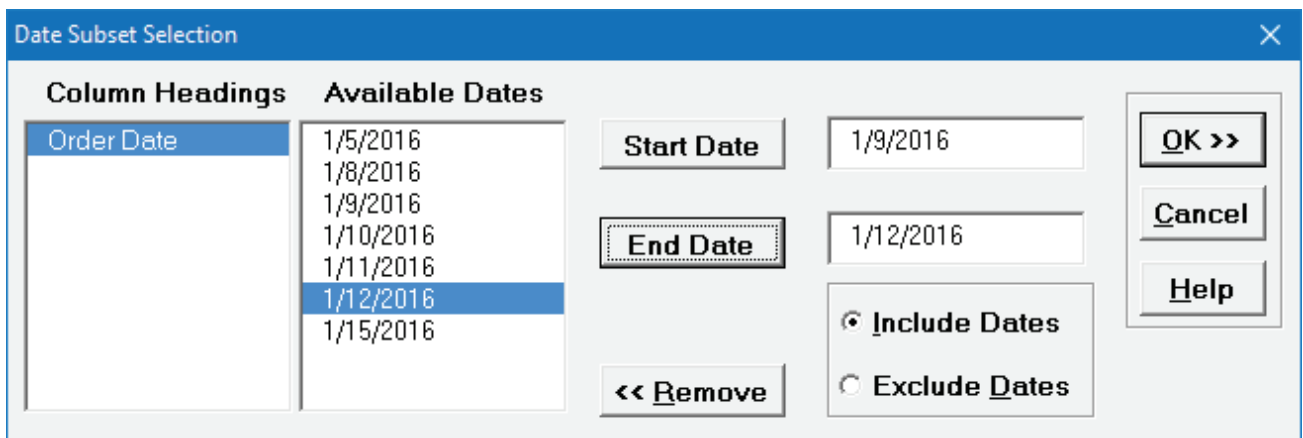 Date Subset Selection
Column Headings
Available Dates
Order Date
1/5/2016
1/8/2016
1/9/2016
1/10/2016
1/11/2016
1/12/2016
1/15/2016
Start Date
1/9/2016
End Date
1/12/2016
Include Dates
Exclude Dates
<< Remove
OK >>
Cancel
Help